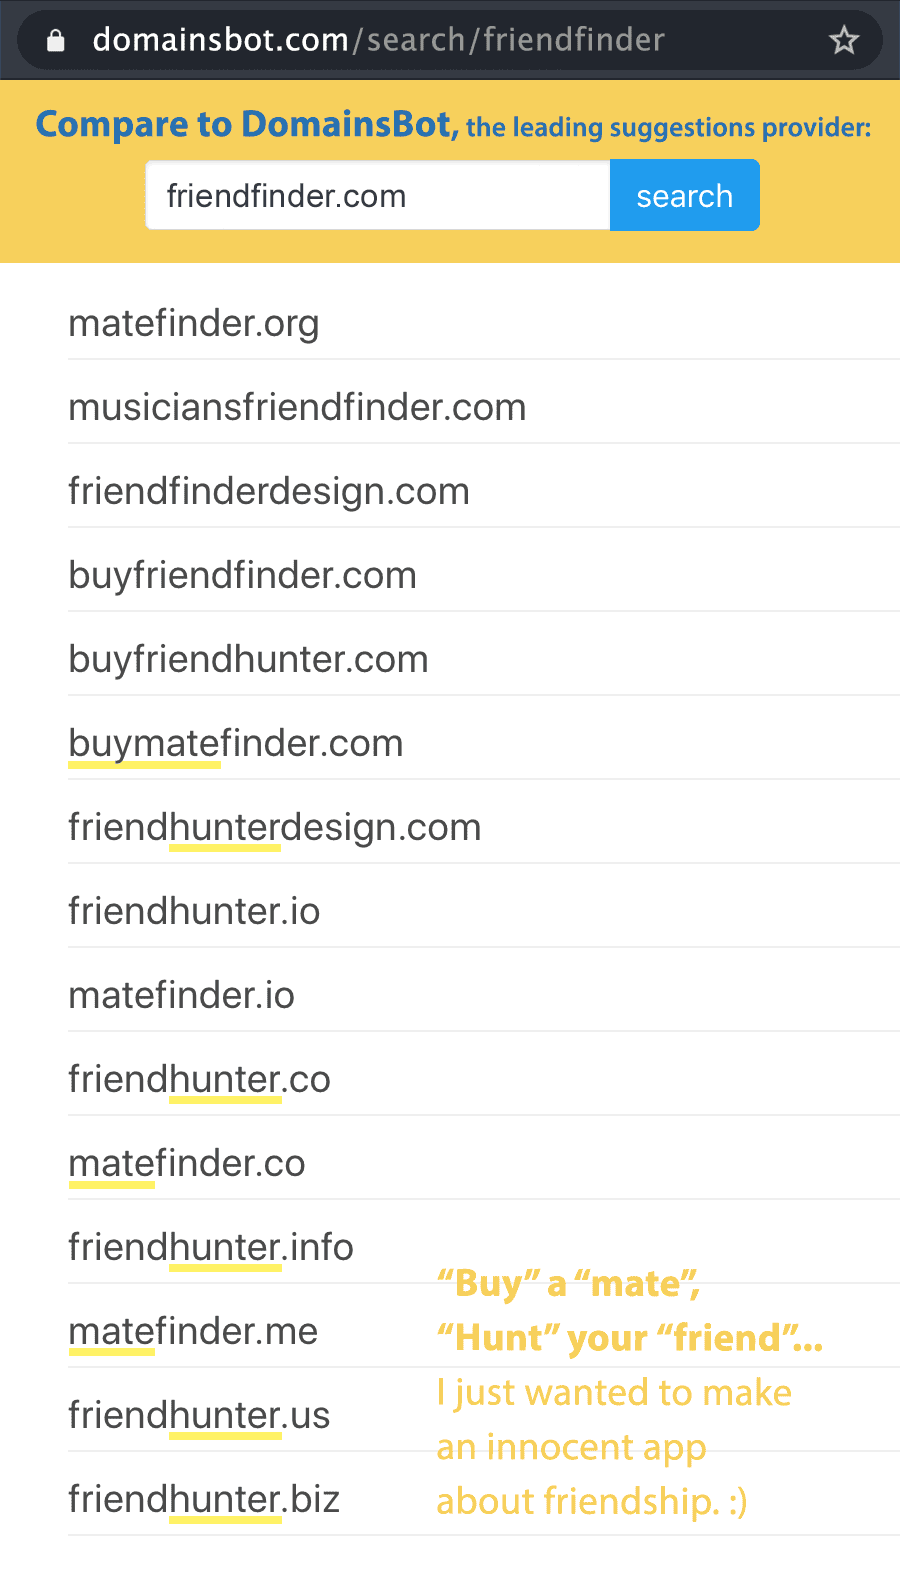 domainsbot.com/search/friendfinder
Compare to DomainsBot, the leading suggestions provider:
friendfinder.com
search
matefinder.org
musiciansfriendfinder.com
friendfinderdesign.com
buyfriendfinder.com
buyfriendhunter.com
buymatefinder.com
friendhunterdesign.com
friendhunter.io
matefinder.io
friendhunter.co
matefinder.co
friendhunter.info
matefinder.me
friendhunter.us
friendhunter.biz
“Buy” a “mate”,
“Hunt” your “friend”...
I just wanted to make
an innocent app
about friendship. :)